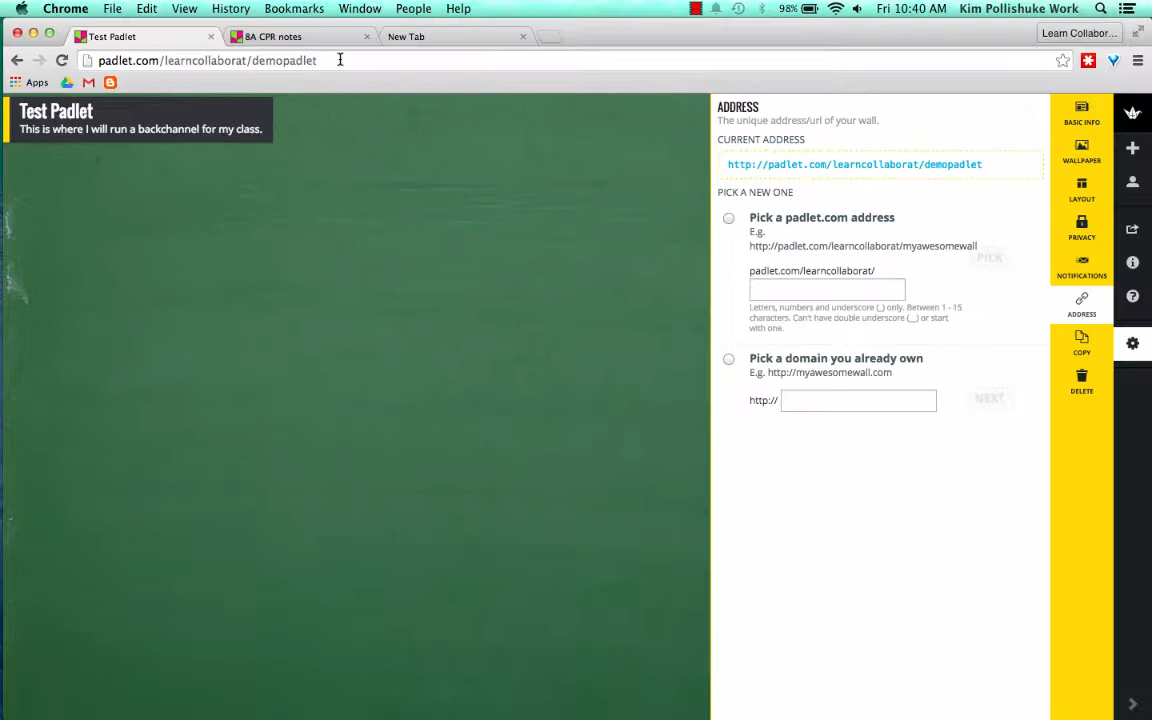 Chrome File Edit View History Bookmarks Window People Help 98% Fri 10:40 AM Kim Pollishuke Work
Test Padlet 8A CPR notes New Tab Learn Collabor...
padlet.com/learncollaborat/demopadlet
Apps
Test Padlet
This is where I will run a backchannel for my class.
ADDRESS
The unique address/url of your wall.
CURRENT ADDRESS
http://padlet.com/learncollaborat/demopadlet
PICK A NEW ONE
Pick a padlet.com address
E.g.
http://padlet.com/learncollaborat/myawesomewall
PICK
padlet.com/learncollaborat/
Letters, numbers and underscore (_) only. Between 1 - 15
characters. Can't have double underscore (__) or start
with one.
Pick a domain you already own
E.g. http://myawesomewall.com
http://
NEXT
BASIC INFO
WALLPAPER
LAYOUT
PRIVACY
NOTIFICATIONS
ADDRESS
COPY
DELETE